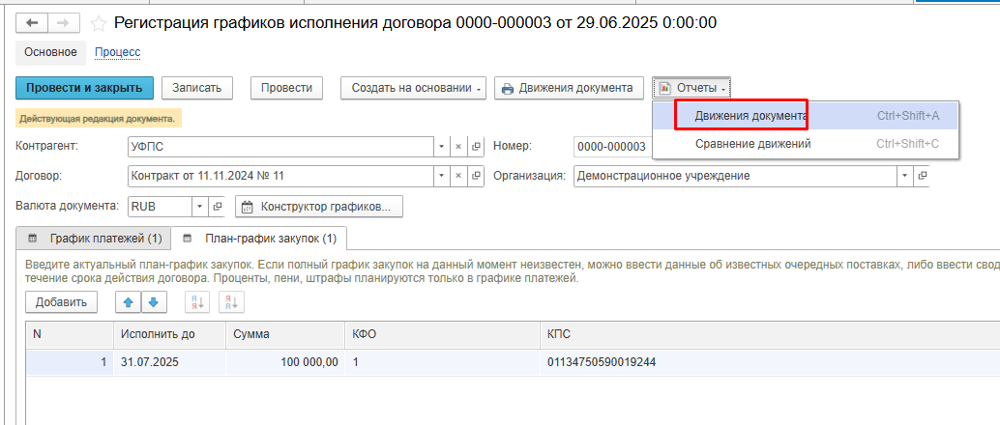 Регистрация графиков исполнения договора 0000-000003 от 29.06.2025 0:00:00
Основное Процесс
Провести и закрыть Записать Провести Создать на основании Движения документа Отчеты
Движения документа Ctrl+Shift+A
Сравнение движений Ctrl+Shift+C
Действующая редакция документа.
Контрагент: УФПС Номер: 0000-000003
Договор: Контракт от 11.11.2024 № 11 Организация: Демонстрационное учреждение
Валюта документа: RUB Конструктор графиков...
График платежей (1) План-график закупок (1)
Введите актуальный план-график закупок. Если полный график закупок на данный момент неизвестен, можно ввести данные об известных очередных поставках, либо ввести свод
течение срока действия договора. Проценты, пени, штрафы планируются только в графике платежей.
Добавить
N Исполнить до Сумма КФО КПС
1 31.07.2025 100 000,00 1 01134750590019244